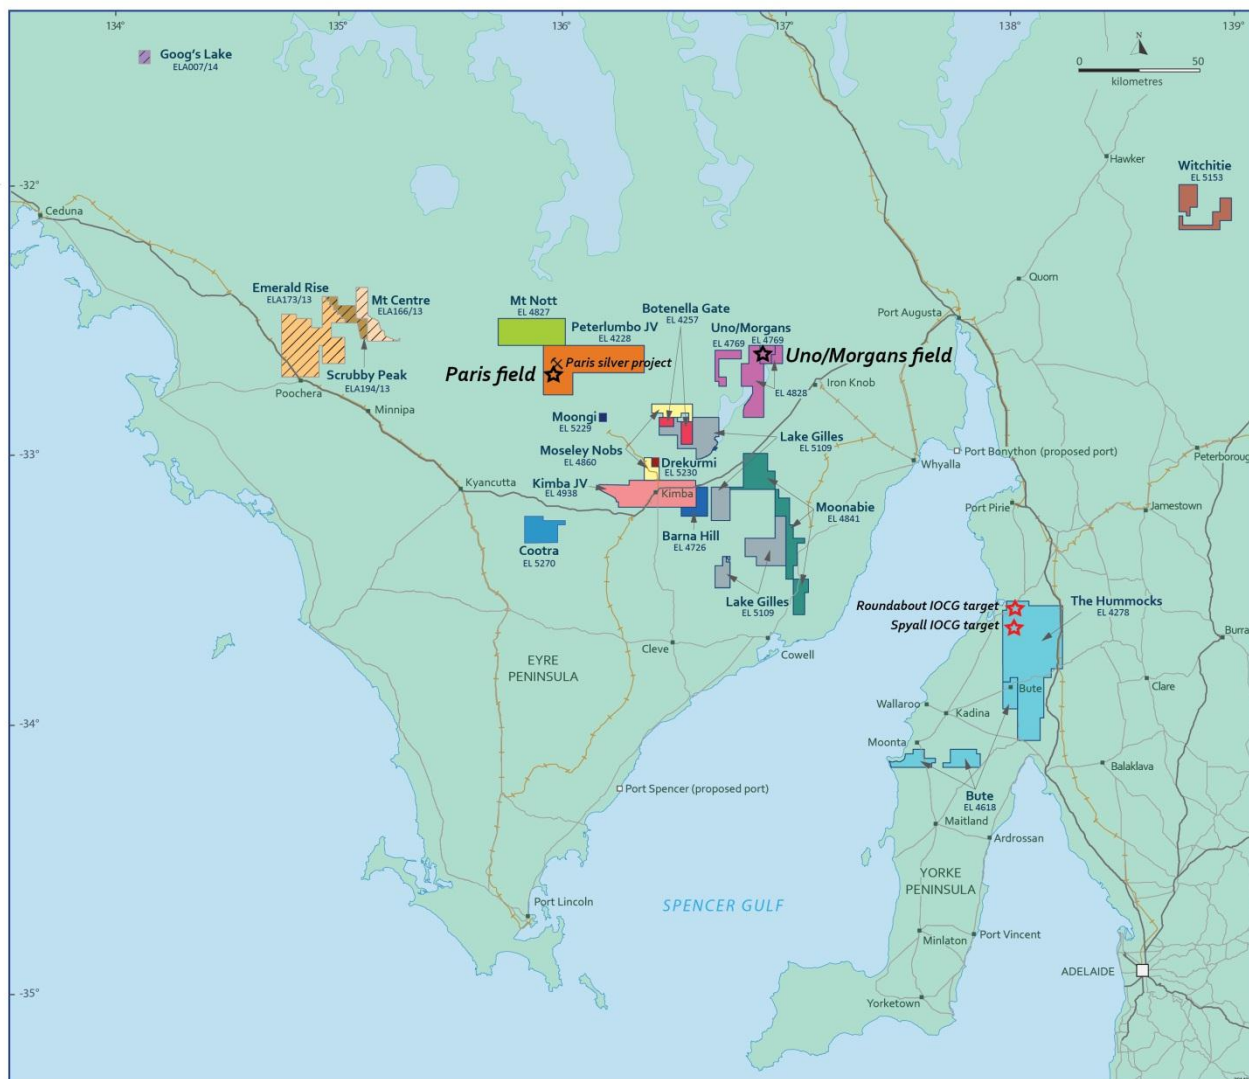 134°
135°
136°
137°
138°
139°
Goog's Lake
ELA007/14
N
0
50
kilometres
Hawker
-32°
Witchitie
EL 5153
Ceduna
Quorn
Emerald Rise
ELA173/13
Mt Centre
ELA166/13
Mt Nott
EL 4827
Botenella Gate
EL 4257
Port Augusta
Peterlumbo JV
EL 4228
Uno/Morgans
EL 4769
EL 4769
Paris silver project
Uno/Morgans field
Paris field
Scrubby Peak
ELA194/13
EL 4828
Iron Knob
Poochera
Minnipa
Moongi
EL 5229
Lake Gilles
EL 5109
Moseley Nobs
EL 4860
Port Bonython (proposed port)
Peterboroug
-33°
Drekurmi
EL 5230
Whyalla
Kyancutta
Kimba JV
EL 4938
Kimba
Moonabie
EL 4841
Port Pirie
Jamestown
Barna Hill
EL 4726
Cootra
EL 5270
Lake Gilles
EL 5109
Roundabout IOCG target
The Hummocks
EL 4278
Spyall IOCG target
Cleve
Cowell
Burra
EYRE
PENINSULA
Clare
Bute
Wallaroo
Kadina
-34°
Moonta
Balaklava
Port Spencer (proposed port)
Bute
EL 4618
Maitland
Ardrossan
YORKE
PENINSULA
Port Lincoln
SPENCER GULF
Minlaton
Port Vincent
ADELAIDE
-35°
Yorketown